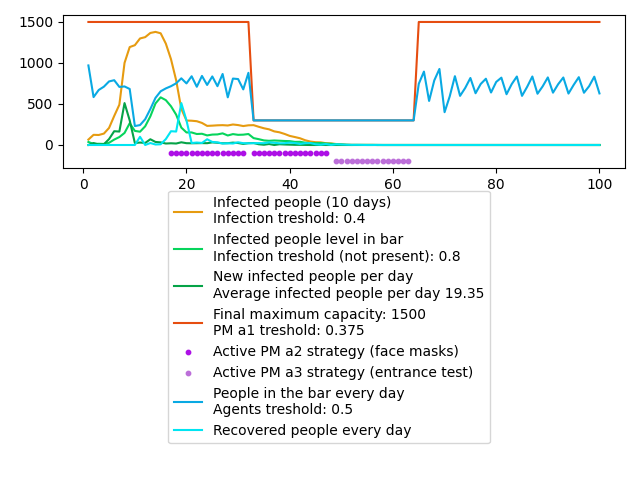 1500
1000
500
0
0 20 40 60 80 100
Infected people (10 days)
Infection treshold: 0.4
Infected people level in bar
Infection treshold (not present): 0.8
New infected people per day
Average infected people per day 19.35
Final maximum capacity: 1500
PM a1 treshold: 0.375
Active PM a2 strategy (face masks)
Active PM a3 strategy (entrance test)
People in the bar every day
Agents treshold: 0.5
Recovered people every day